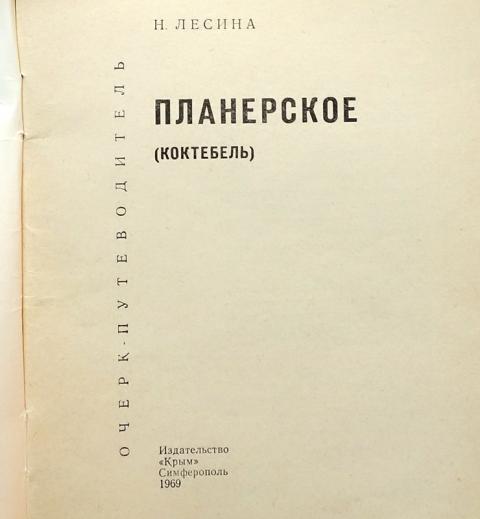 Н. ЛЕСИНА
ПЛАНЕРСКОЕ
(КОКТЕБЕЛЬ)
ОЧЕРК-ПУТЕВОДИТЕЛЬ
Издательство
«Крым»
Симферополь
1969